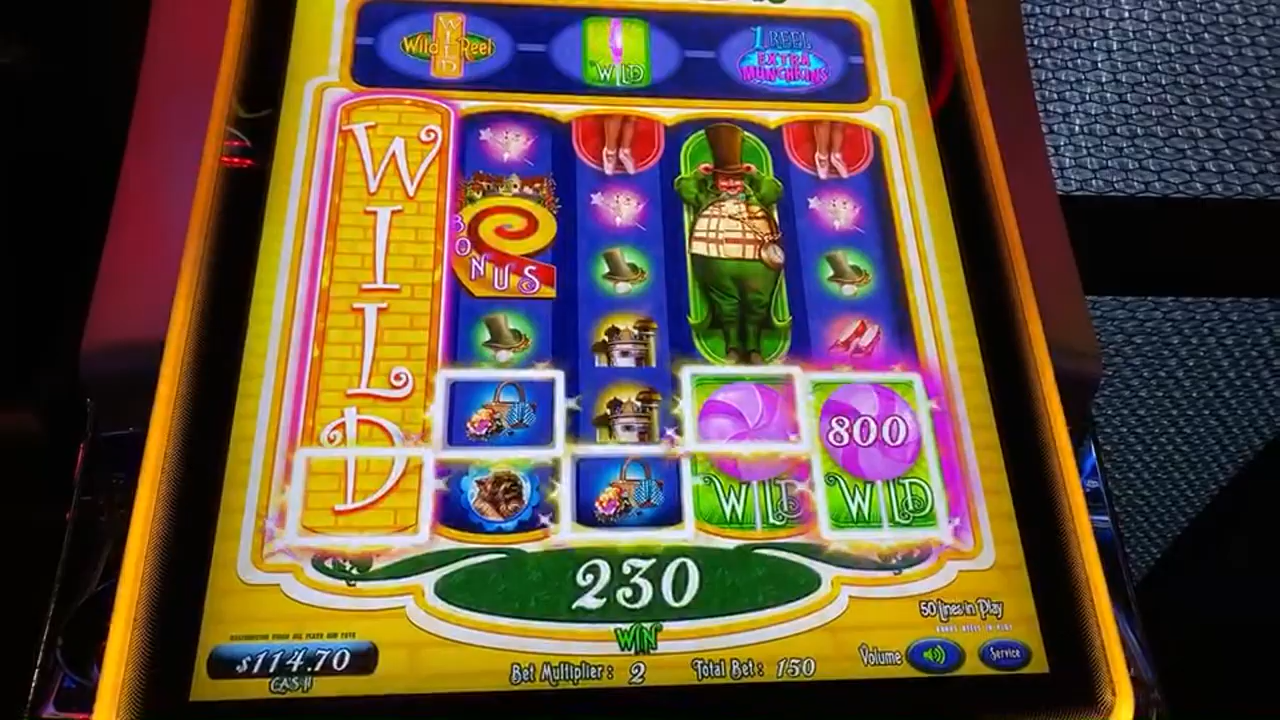 Wild Reel
WILD
WILD
1 REEL
EXTRA
MUNCHKINS
WILD
BONUS
800
WILD
WILD
230
WIN
50 Lines in Play
$114.70
CASH
Bet Multiplier: 2
Total Bet: 150
Volume
Service